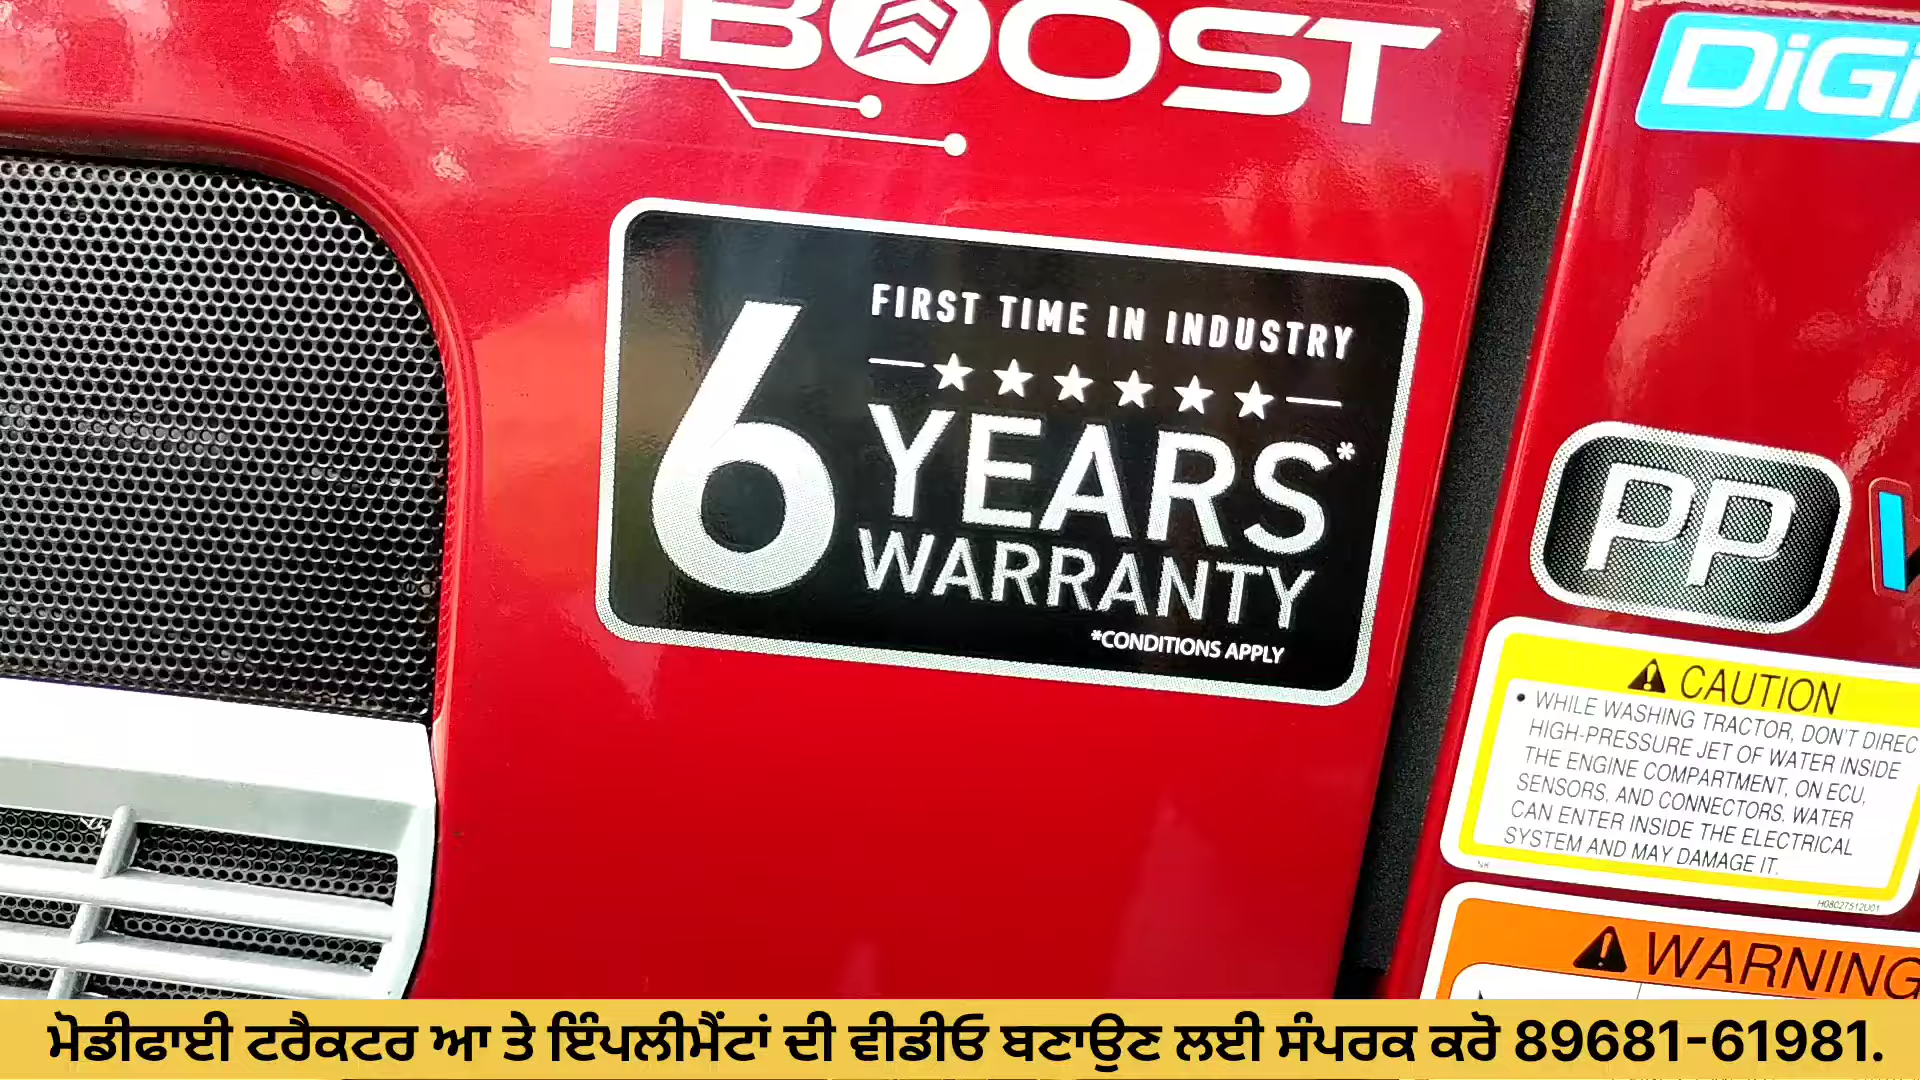 BOOST
FIRST TIME IN INDUSTRY
6 YEARS*
WARRANTY
*CONDITIONS APPLY
PP
CAUTION
• WHILE WASHING TRACTOR, DON'T DIREC
HIGH-PRESSURE JET OF WATER INSIDE
THE ENGINE COMPARTMENT, ON ECU,
SENSORS, AND CONNECTORS. WATER
CAN ENTER INSIDE THE ELECTRICAL
SYSTEM AND MAY DAMAGE IT.
H08027512U01
WARNING
ਮੋਡੀਫਾਈ ਟਰੈਕਟਰ ਆ ਤੇ ਇੰਪਲੀਮੈਂਟਾਂ ਦੀ ਵੀਡੀਓ ਬਣਾਉਣ ਲਈ ਸੰਪਰਕ ਕਰੋ 89681-61981.